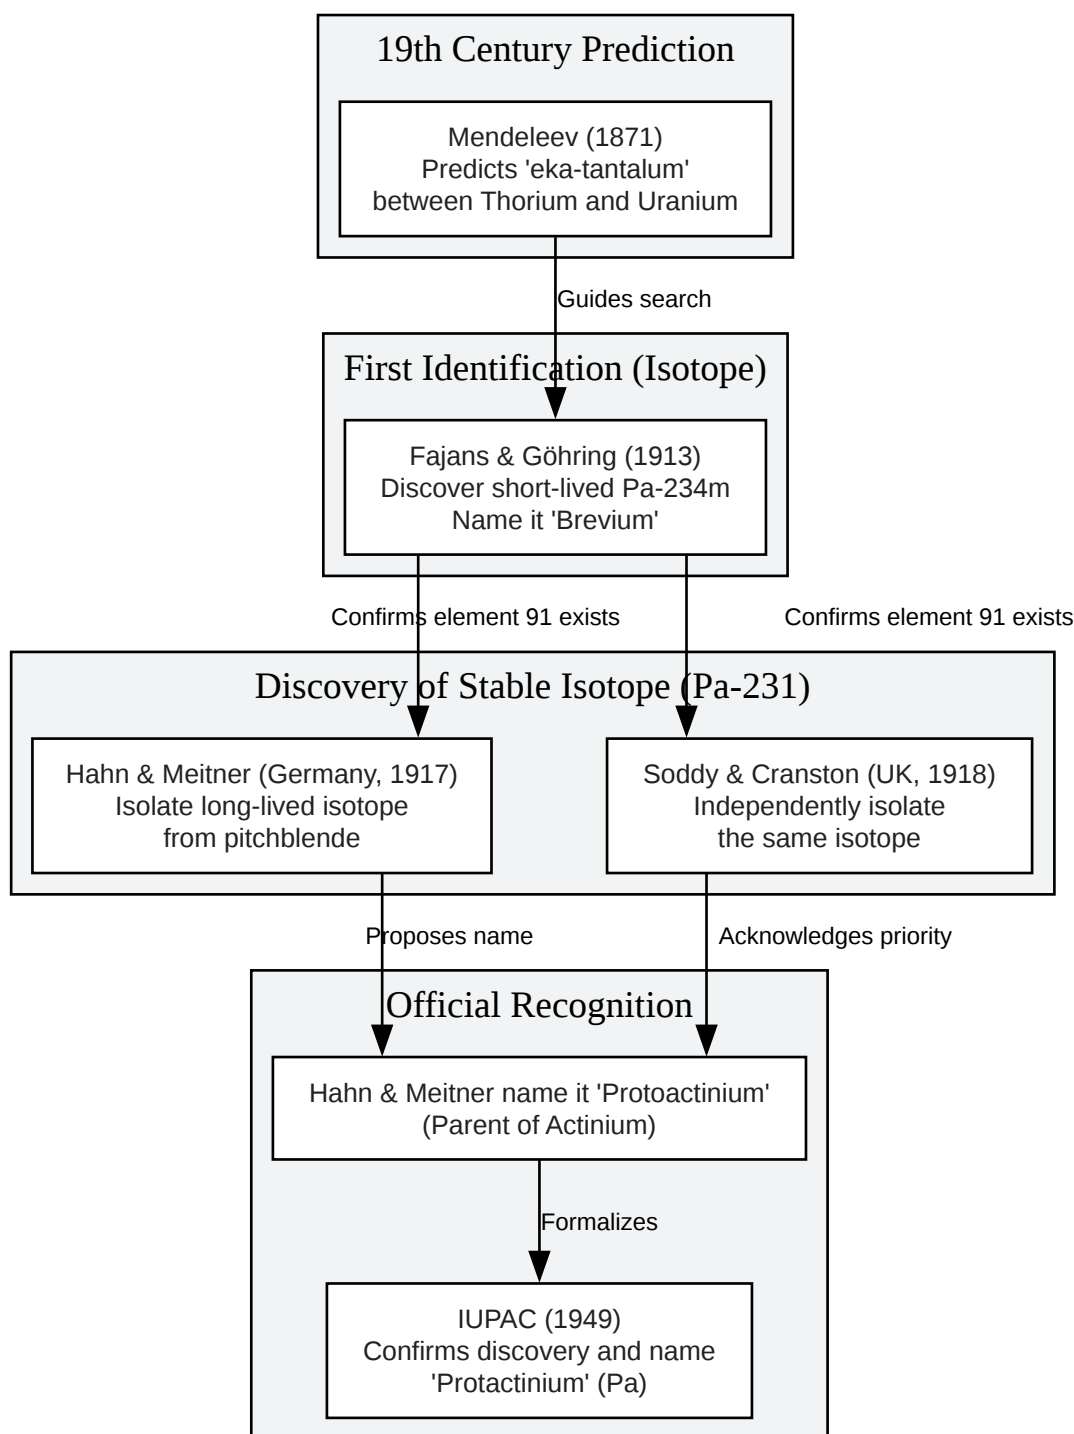 19th Century Prediction
Mendeleev (1871)
Predicts 'eka-tantalum'
between Thorium and Uranium
Guides search
First Identification (Isotope)
Fajans & Göhring (1913)
Discover short-lived Pa-234m
Name it 'Brevium'
Confirms element 91 exists
Confirms element 91 exists
Discovery of Stable Isotope (Pa-231)
Hahn & Meitner (Germany, 1917)
Isolate long-lived isotope
from pitchblende
Soddy & Cranston (UK, 1918)
Independently isolate
the same isotope
Proposes name
Acknowledges priority
Official Recognition
Hahn & Meitner name it 'Protoactinium'
(Parent of Actinium)
Formalizes
IUPAC (1949)
Confirms discovery and name
'Protactinium' (Pa)